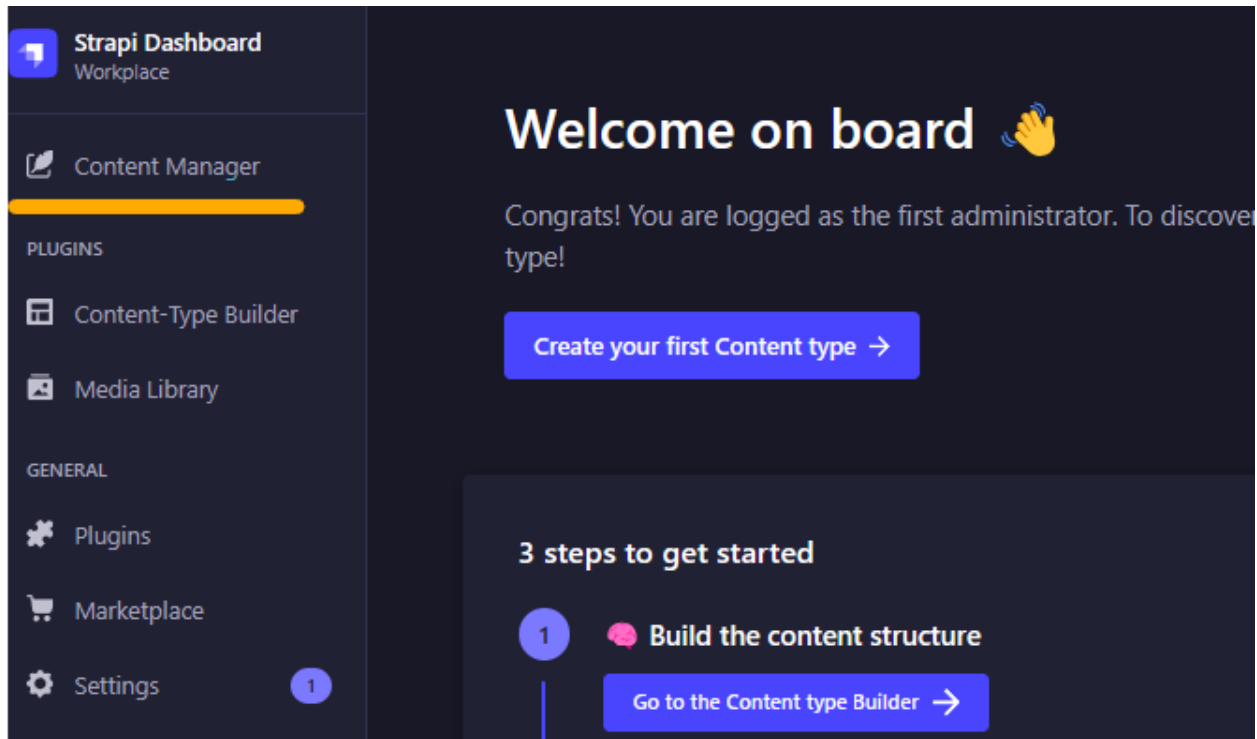 Strapi Dashboard
Workplace
Content Manager
PLUGINS
Content-Type Builder
Media Library
GENERAL
Plugins
Marketplace
Settings 1
Welcome on board 👋
Congrats! You are logged as the first administrator. To discover
type!
Create your first Content type →
3 steps to get started
1 🧠 Build the content structure
Go to the Content type Builder →